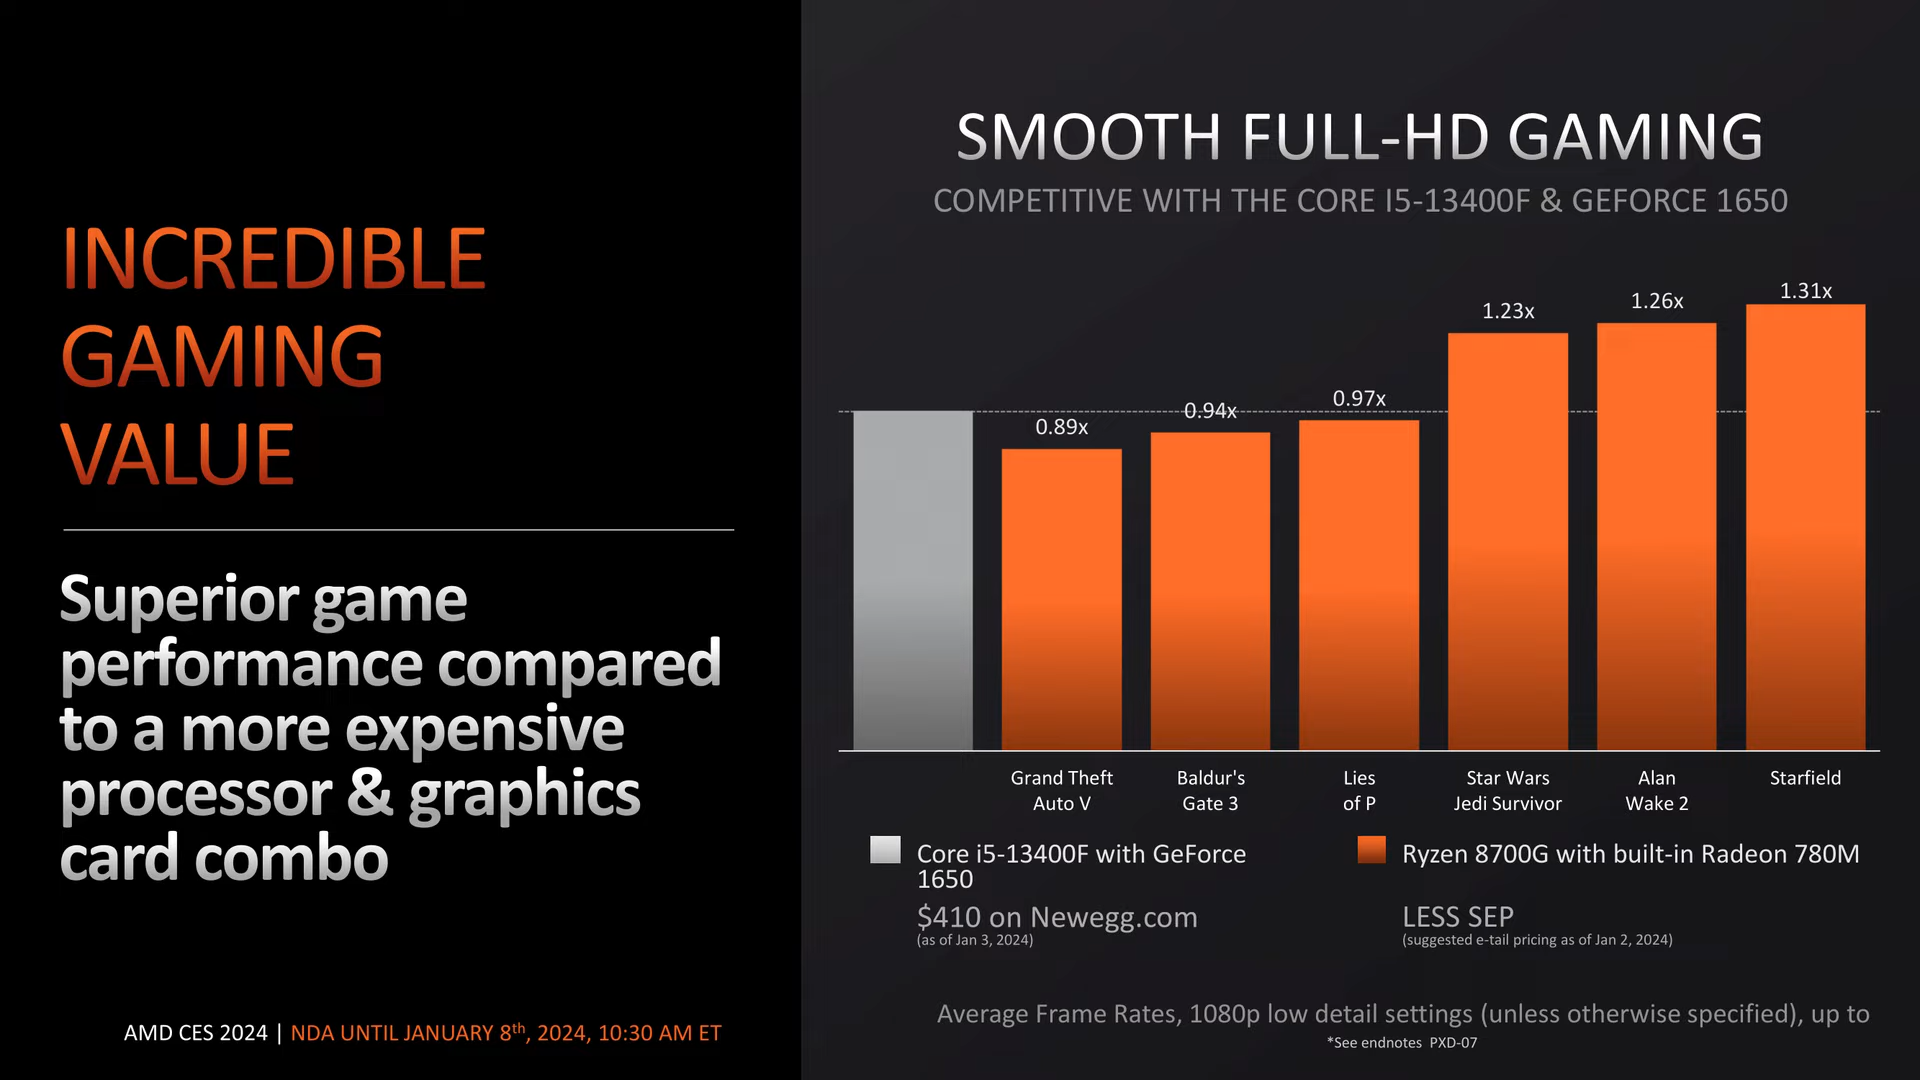 INCREDIBLE
GAMING
VALUE
Superior game
performance compared
to a more expensive
processor & graphics
card combo
AMD CES 2024 | NDA UNTIL JANUARY 8th, 2024, 10:30 AM ET
SMOOTH FULL-HD GAMING
COMPETITIVE WITH THE CORE I5-13400F & GEFORCE 1650
0.89x
0.94x
0.97x
1.23x
1.26x
1.31x
Grand Theft
Auto V
Baldur's
Gate 3
Lies
of P
Star Wars
Jedi Survivor
Alan
Wake 2
Starfield
Core i5-13400F with GeForce
1650
$410 on Newegg.com
(as of Jan 3, 2024)
Ryzen 8700G with built-in Radeon 780M
LESS SEP
(suggested e-tail pricing as of Jan 2, 2024)
Average Frame Rates, 1080p low detail settings (unless otherwise specified), up to
*See endnotes PXD-07